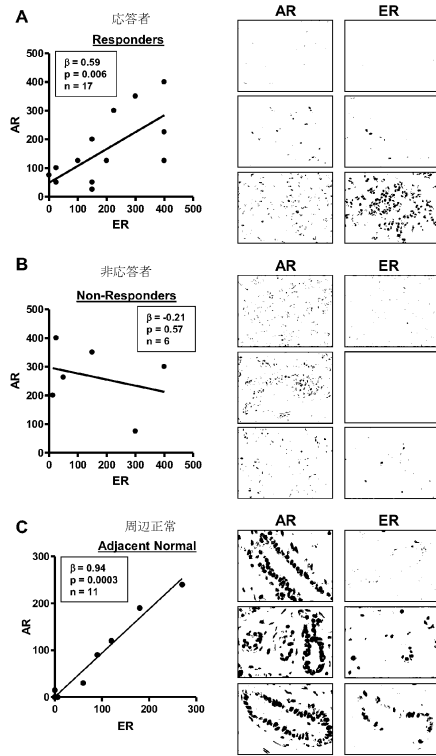 A
応答者
Responders
β = 0.59
p = 0.006
n = 17
500
400
300
200
100
0
AR
0 100 200 300 400 500
ER
AR ER
B
非応答者
Non-Responders
β = -0.21
p = 0.57
n = 6
500
400
300
200
100
0
AR
0 100 200 300 400 500
ER
AR ER
C
周辺正常
Adjacent Normal
β = 0.94
p = 0.0003
n = 11
300
200
100
0
AR
0 100 200 300
ER
AR ER